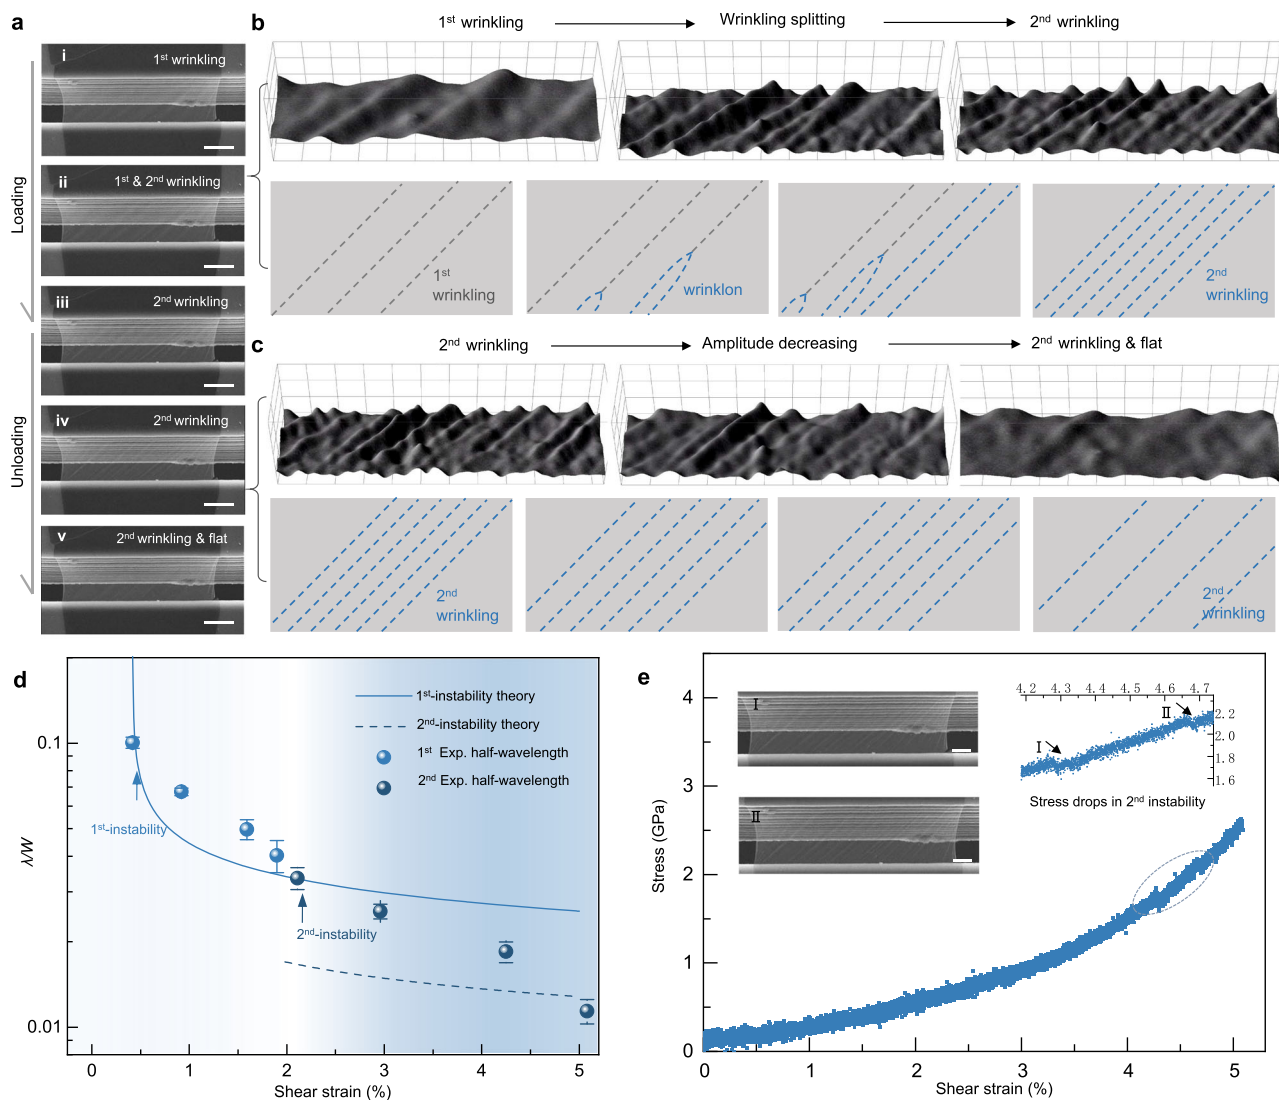 a
Loading
Unloading
i
1st wrinkling
ii
1st & 2nd wrinkling
iii
2nd wrinkling
iv
2nd wrinkling
v
2nd wrinkling & flat
b
1st wrinkling
Wrinkling splitting
2nd wrinkling
1st
wrinkling
wrinklon
2nd
wrinkling
c
2nd wrinkling
Amplitude decreasing
2nd wrinkling & flat
2nd
wrinkling
2nd
wrinkling
d
1st-instability theory
2nd-instability theory
1st Exp. half-wavelength
2nd Exp. half-wavelength
1st-instability
2nd-instability
0.1
0.01
λ/W
0 1 2 3 4 5
Shear strain (%)
e
I
II
4.2 4.3 4.4 4.5 4.6 4.7
2.2
2.0
1.8
1.6
I
II
Stress drops in 2nd instability
4
3
2
1
0
Stress (GPa)
0 1 2 3 4 5
Shear strain (%)